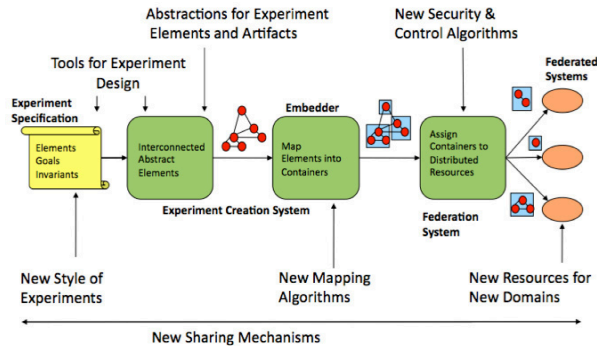 Abstractions for Experiment
Elements and Artifacts
New Security &
Control Algorithms
Tools for Experiment
Design
Federated
Systems
Experiment
Specification
Embedder
Elements
Goals
Invariants
Interconnected
Abstract
Elements
Map
Elements into
Containers
Assign
Containers to
Distributed
Resources
Experiment Creation System
Federation
System
New Style of
Experiments
New Mapping
Algorithms
New Resources for
New Domains
New Sharing Mechanisms